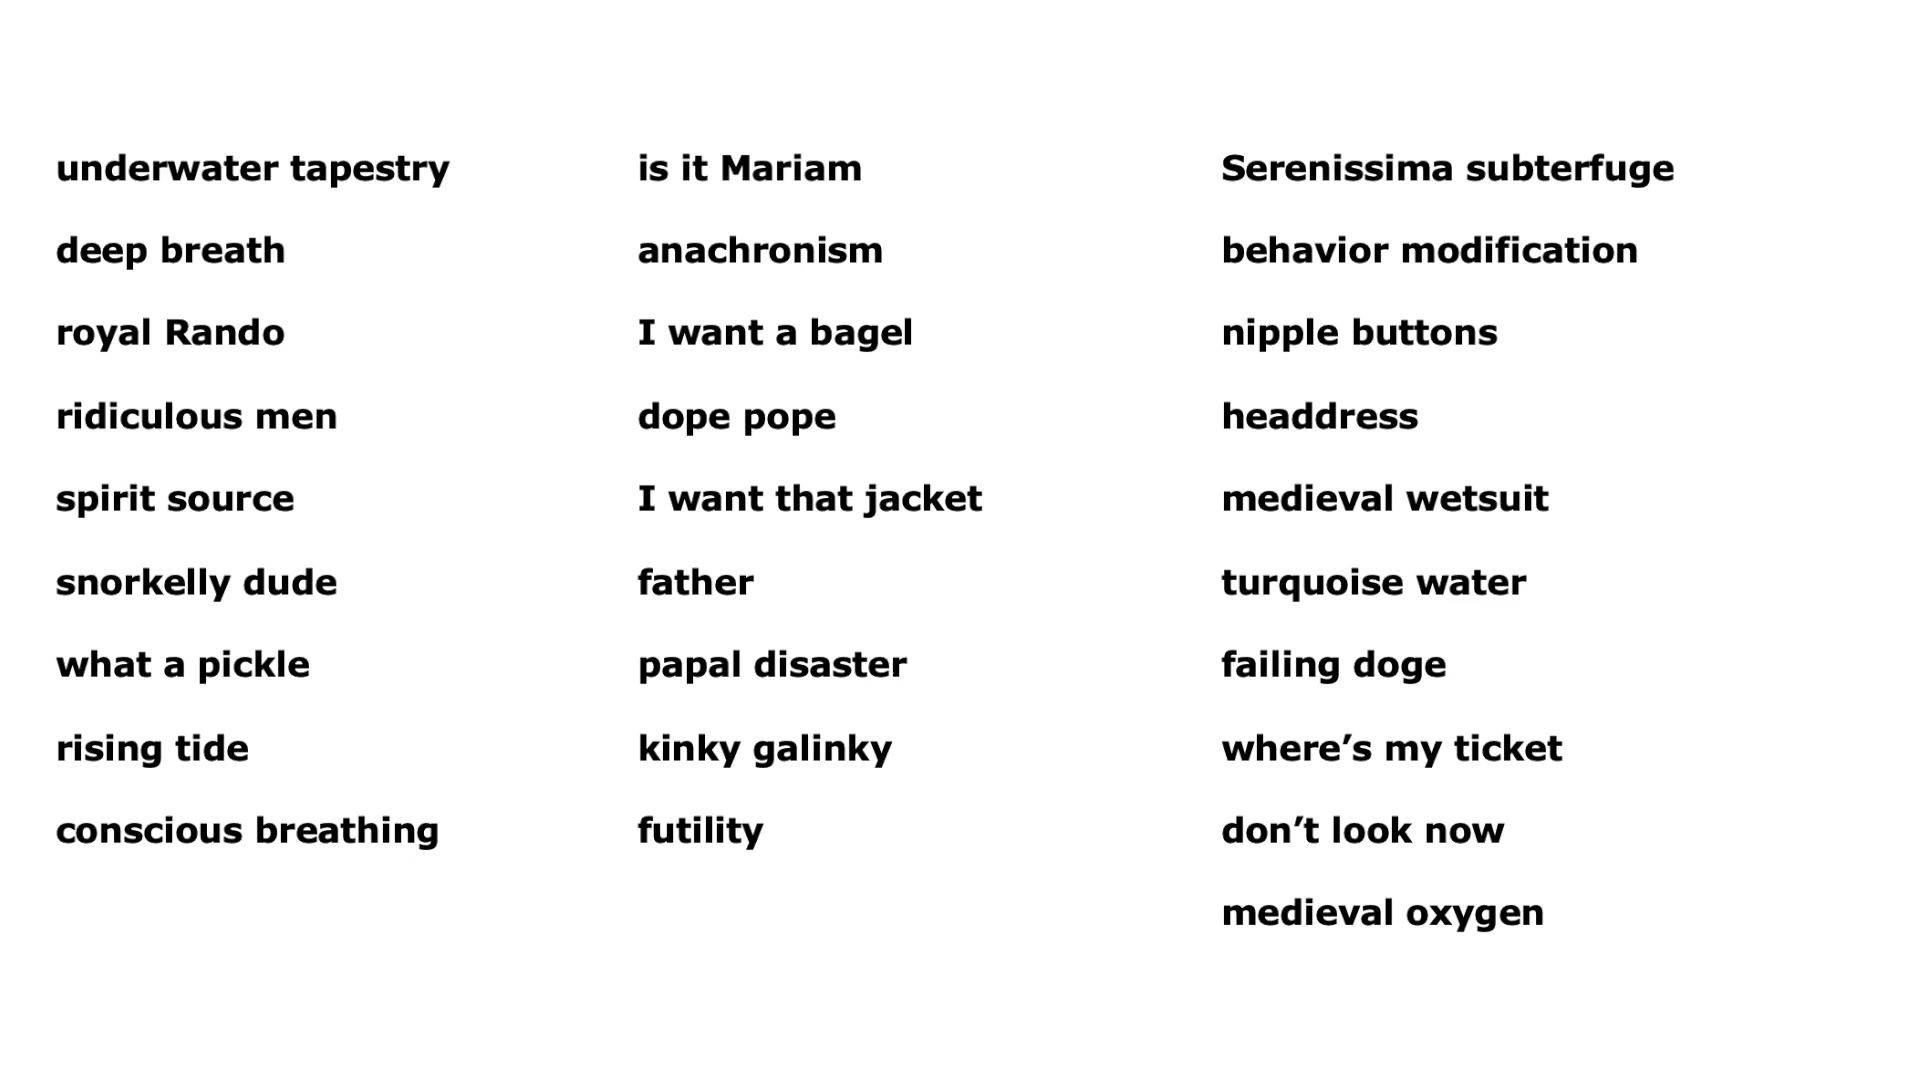 underwater tapestry
deep breath
royal Rando
ridiculous men
spirit source
snorkelly dude
what a pickle
rising tide
conscious breathing
is it Mariam
anachronism
I want a bagel
dope pope
I want that jacket
father
papal disaster
kinky galinky
futility
Serenissima subterfuge
behavior modification
nipple buttons
headdress
medieval wetsuit
turquoise water
failing doge
where’s my ticket
don’t look now
medieval oxygen